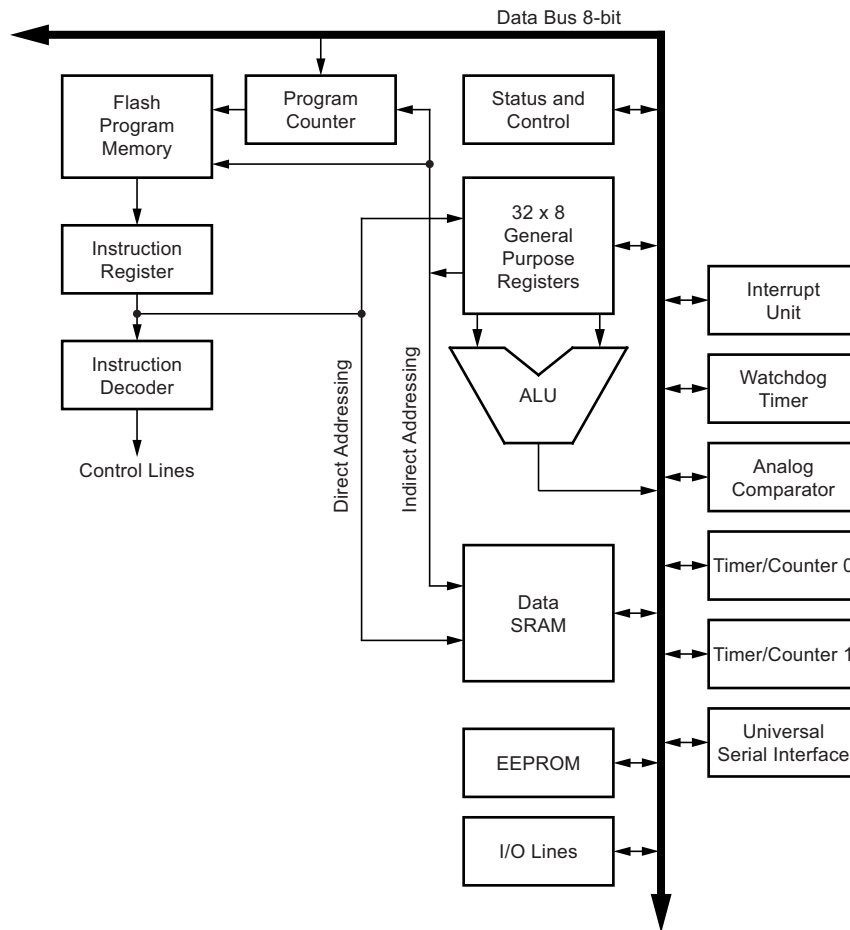 Data Bus 8-bit
Flash
Program
Memory
Program
Counter
Status and
Control
32 x 8
General
Purpose
Registers
Instruction
Register
Interrupt
Unit
Instruction
Decoder
ALU
Watchdog
Timer
Control Lines
Direct Addressing
Indirect Addressing
Analog
Comparator
Timer/Counter 0
Data
SRAM
Timer/Counter 1
Universal
Serial Interface
EEPROM
I/O Lines